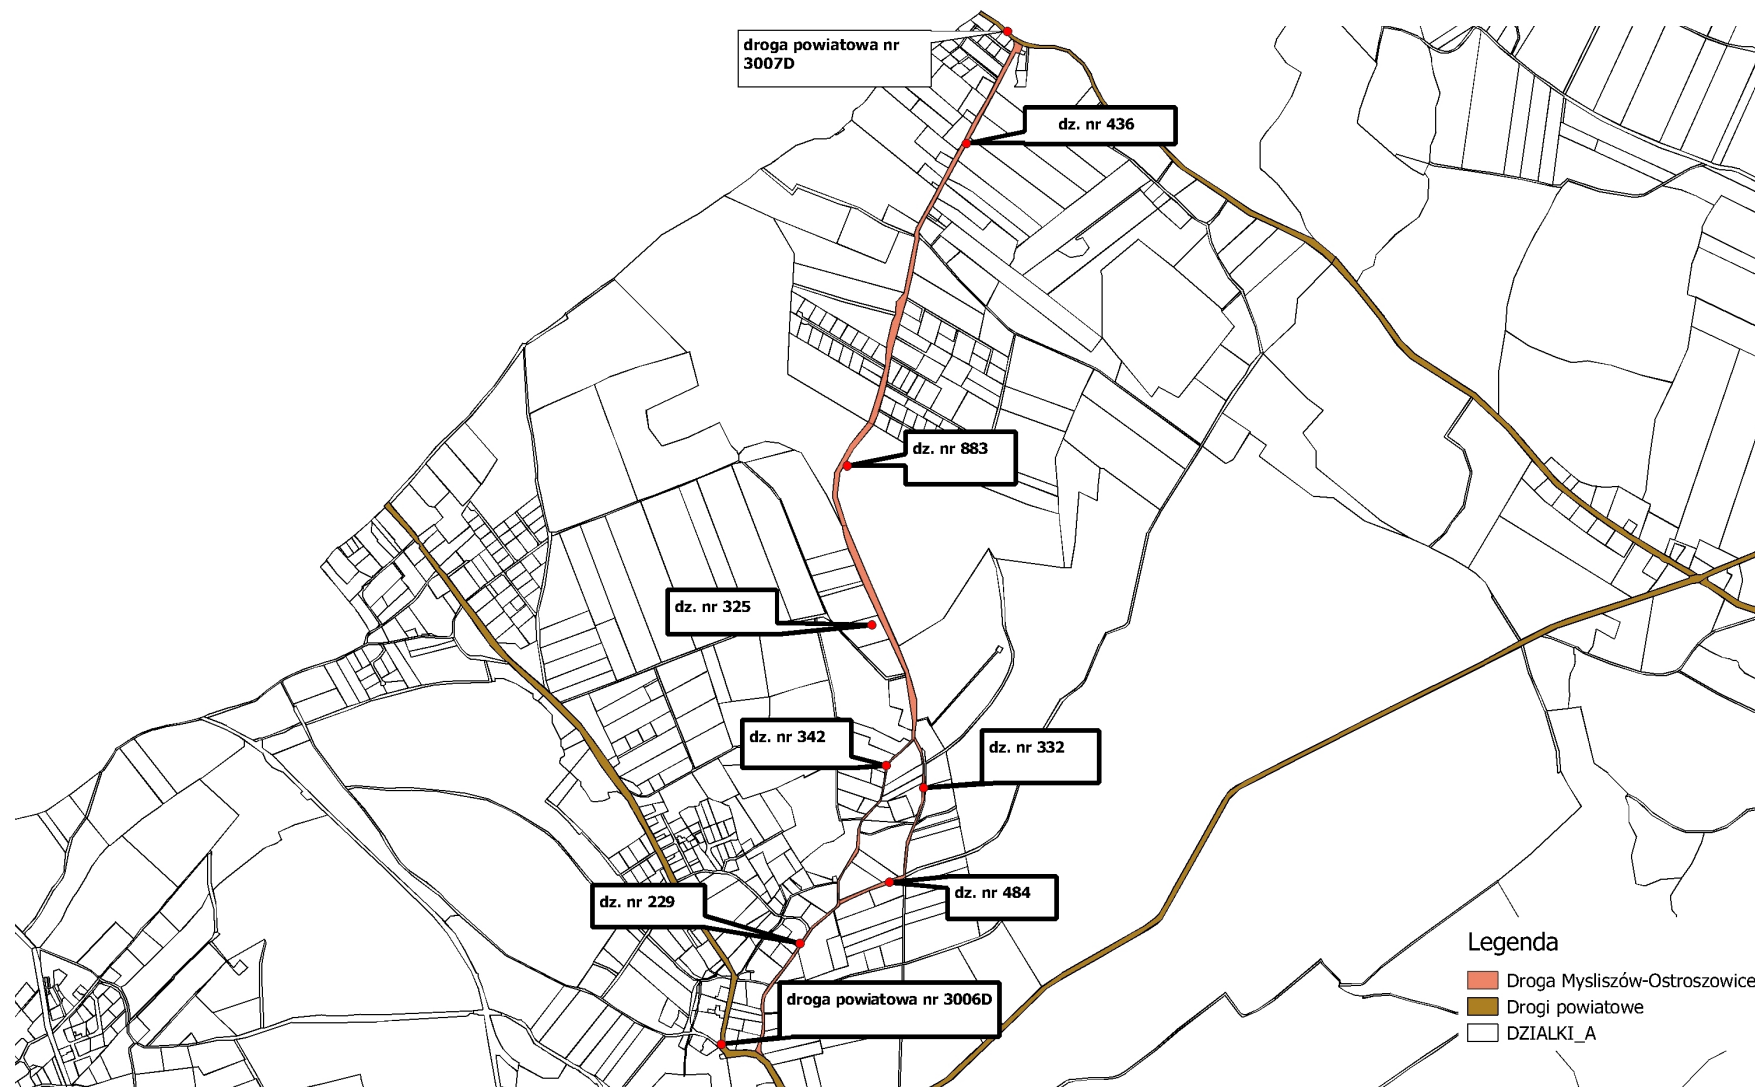 droga powiatowa nr
3007D
dz. nr 436
dz. nr 883
dz. nr 325
dz. nr 342
dz. nr 332
dz. nr 229
dz. nr 484
droga powiatowa nr 3006D
Legenda
Droga Mysliszów-Ostroszowice
Drogi powiatowe
DZIALKI_A